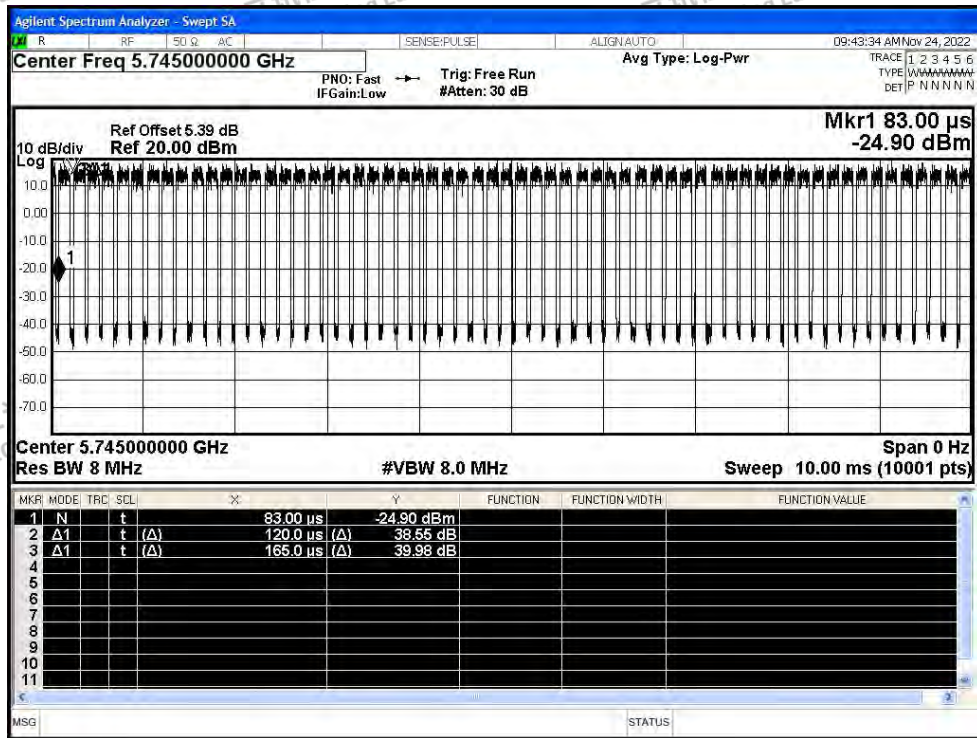 Agilent Spectrum Analyzer - Swept SA
LXI R RF 50 Ω AC SENSE:PULSE ALIGN AUTO 09:43:34 AM Nov 24, 2022
Center Freq 5.745000000 GHz Avg Type: Log-Pwr TRACE 1 2 3 4 5 6
PNO: Fast Trig: Free Run TYPE WWWWWW
IFGain:Low #Atten: 30 dB DET P N N N N N
Mkr1 83.00 µs
Ref Offset 5.39 dB
10 dB/div Ref 20.00 dBm -24.90 dBm
Log
10.0
0.00
-10.0
1
-20.0
-30.0
-40.0
-50.0
-60.0
-70.0
Center 5.745000000 GHz Span 0 Hz
Res BW 8 MHz #VBW 8.0 MHz Sweep 10.00 ms (10001 pts)
MKR MODE TRC SCL X Y FUNCTION FUNCTION WIDTH FUNCTION VALUE
1 N t 83.00 µs -24.90 dBm
2 Δ1 t (Δ) 120.0 µs (Δ) 38.55 dB
3 Δ1 t (Δ) 165.0 µs (Δ) 39.98 dB
4
5
6
7
8
9
10
11
MSG STATUS